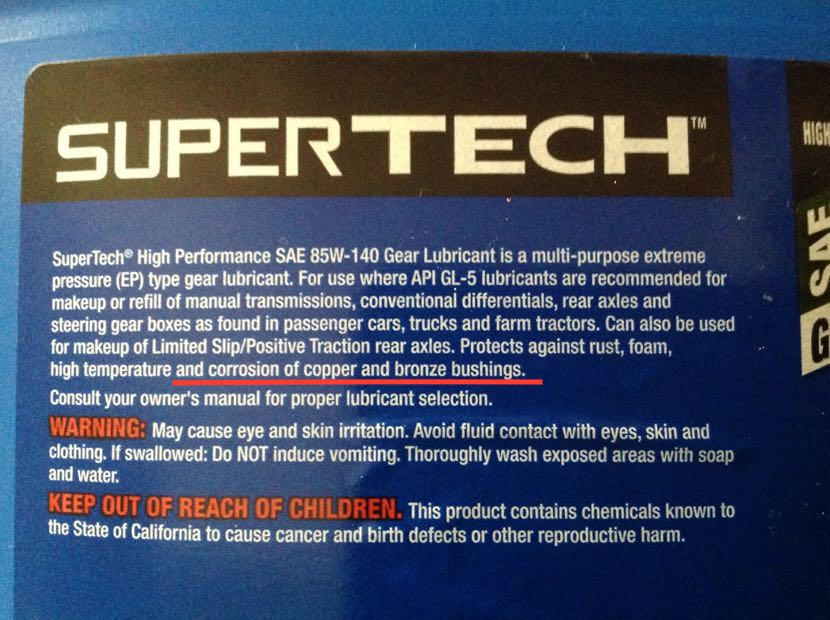 SUPERTECH™
SuperTech® High Performance SAE 85W-140 Gear Lubricant is a multi-purpose extreme
pressure (EP) type gear lubricant. For use where API GL-5 lubricants are recommended for
makeup or refill of manual transmissions, conventional differentials, rear axles and
steering gear boxes as found in passenger cars, trucks and farm tractors. Can also be used
for makeup of Limited Slip/Positive Traction rear axles. Protects against rust, foam,
high temperature and corrosion of copper and bronze bushings.
Consult your owner's manual for proper lubricant selection.
WARNING: May cause eye and skin irritation. Avoid fluid contact with eyes, skin and
clothing. If swallowed: Do NOT induce vomiting. Thoroughly wash exposed areas with soap
and water.
KEEP OUT OF REACH OF CHILDREN. This product contains chemicals known to
the State of California to cause cancer and birth defects or other reproductive harm.
HIGH
SAE
G